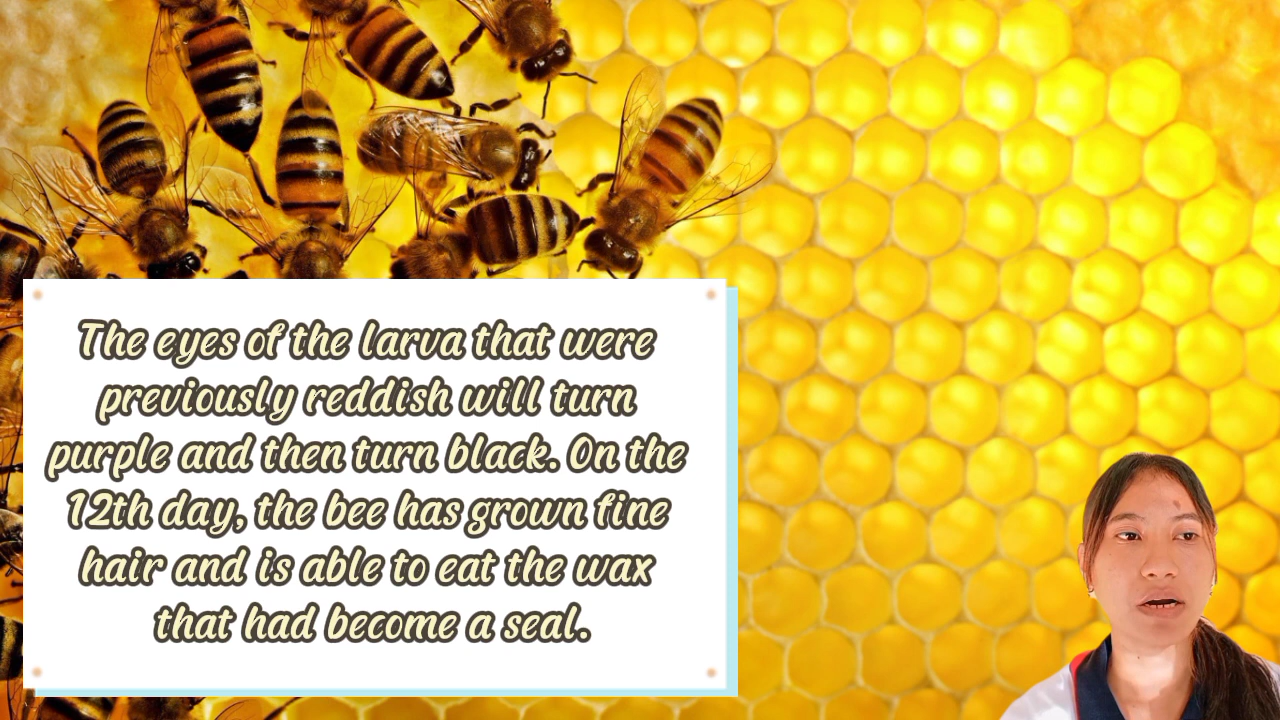 The eyes of the larva that were
previously reddish will turn
purple and then turn black. On the
12th day, the bee has grown fine
hair and is able to eat the wax
that had become a seal.